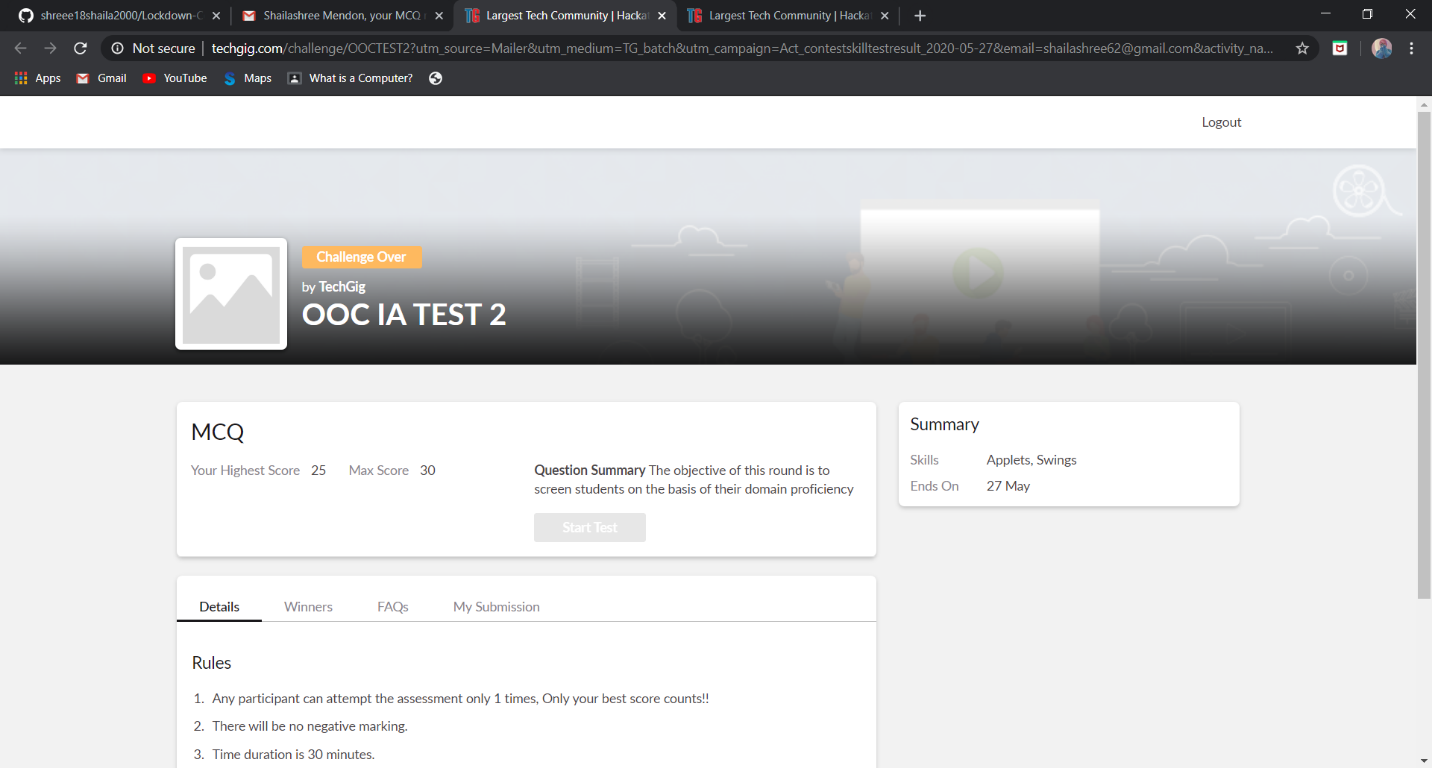 shreee18shaila2000/Lockdown-C
Shailashree Mendon, your MCQ
Largest Tech Community | Hackat
Largest Tech Community | Hackat
Not secure
techgig.com/challenge/OOCTEST2?utm_source=Mailer&utm_medium=TG_batch&utm_campaign=Act_contestskilltestresult_2020-05-27&email=shailashree62@gmail.com&activity_na...
Apps Gmail YouTube Maps What is a Computer?
Logout
Challenge Over
by TechGig
OOC IA TEST 2
MCQ
Your Highest Score 25 Max Score 30
Question Summary The objective of this round is to
screen students on the basis of their domain proficiency
Start Test
Summary
Skills Applets, Swings
Ends On 27 May
Details Winners FAQs My Submission
Rules
1. Any participant can attempt the assessment only 1 times, Only your best score counts!!
2. There will be no negative marking.
3. Time duration is 30 minutes.